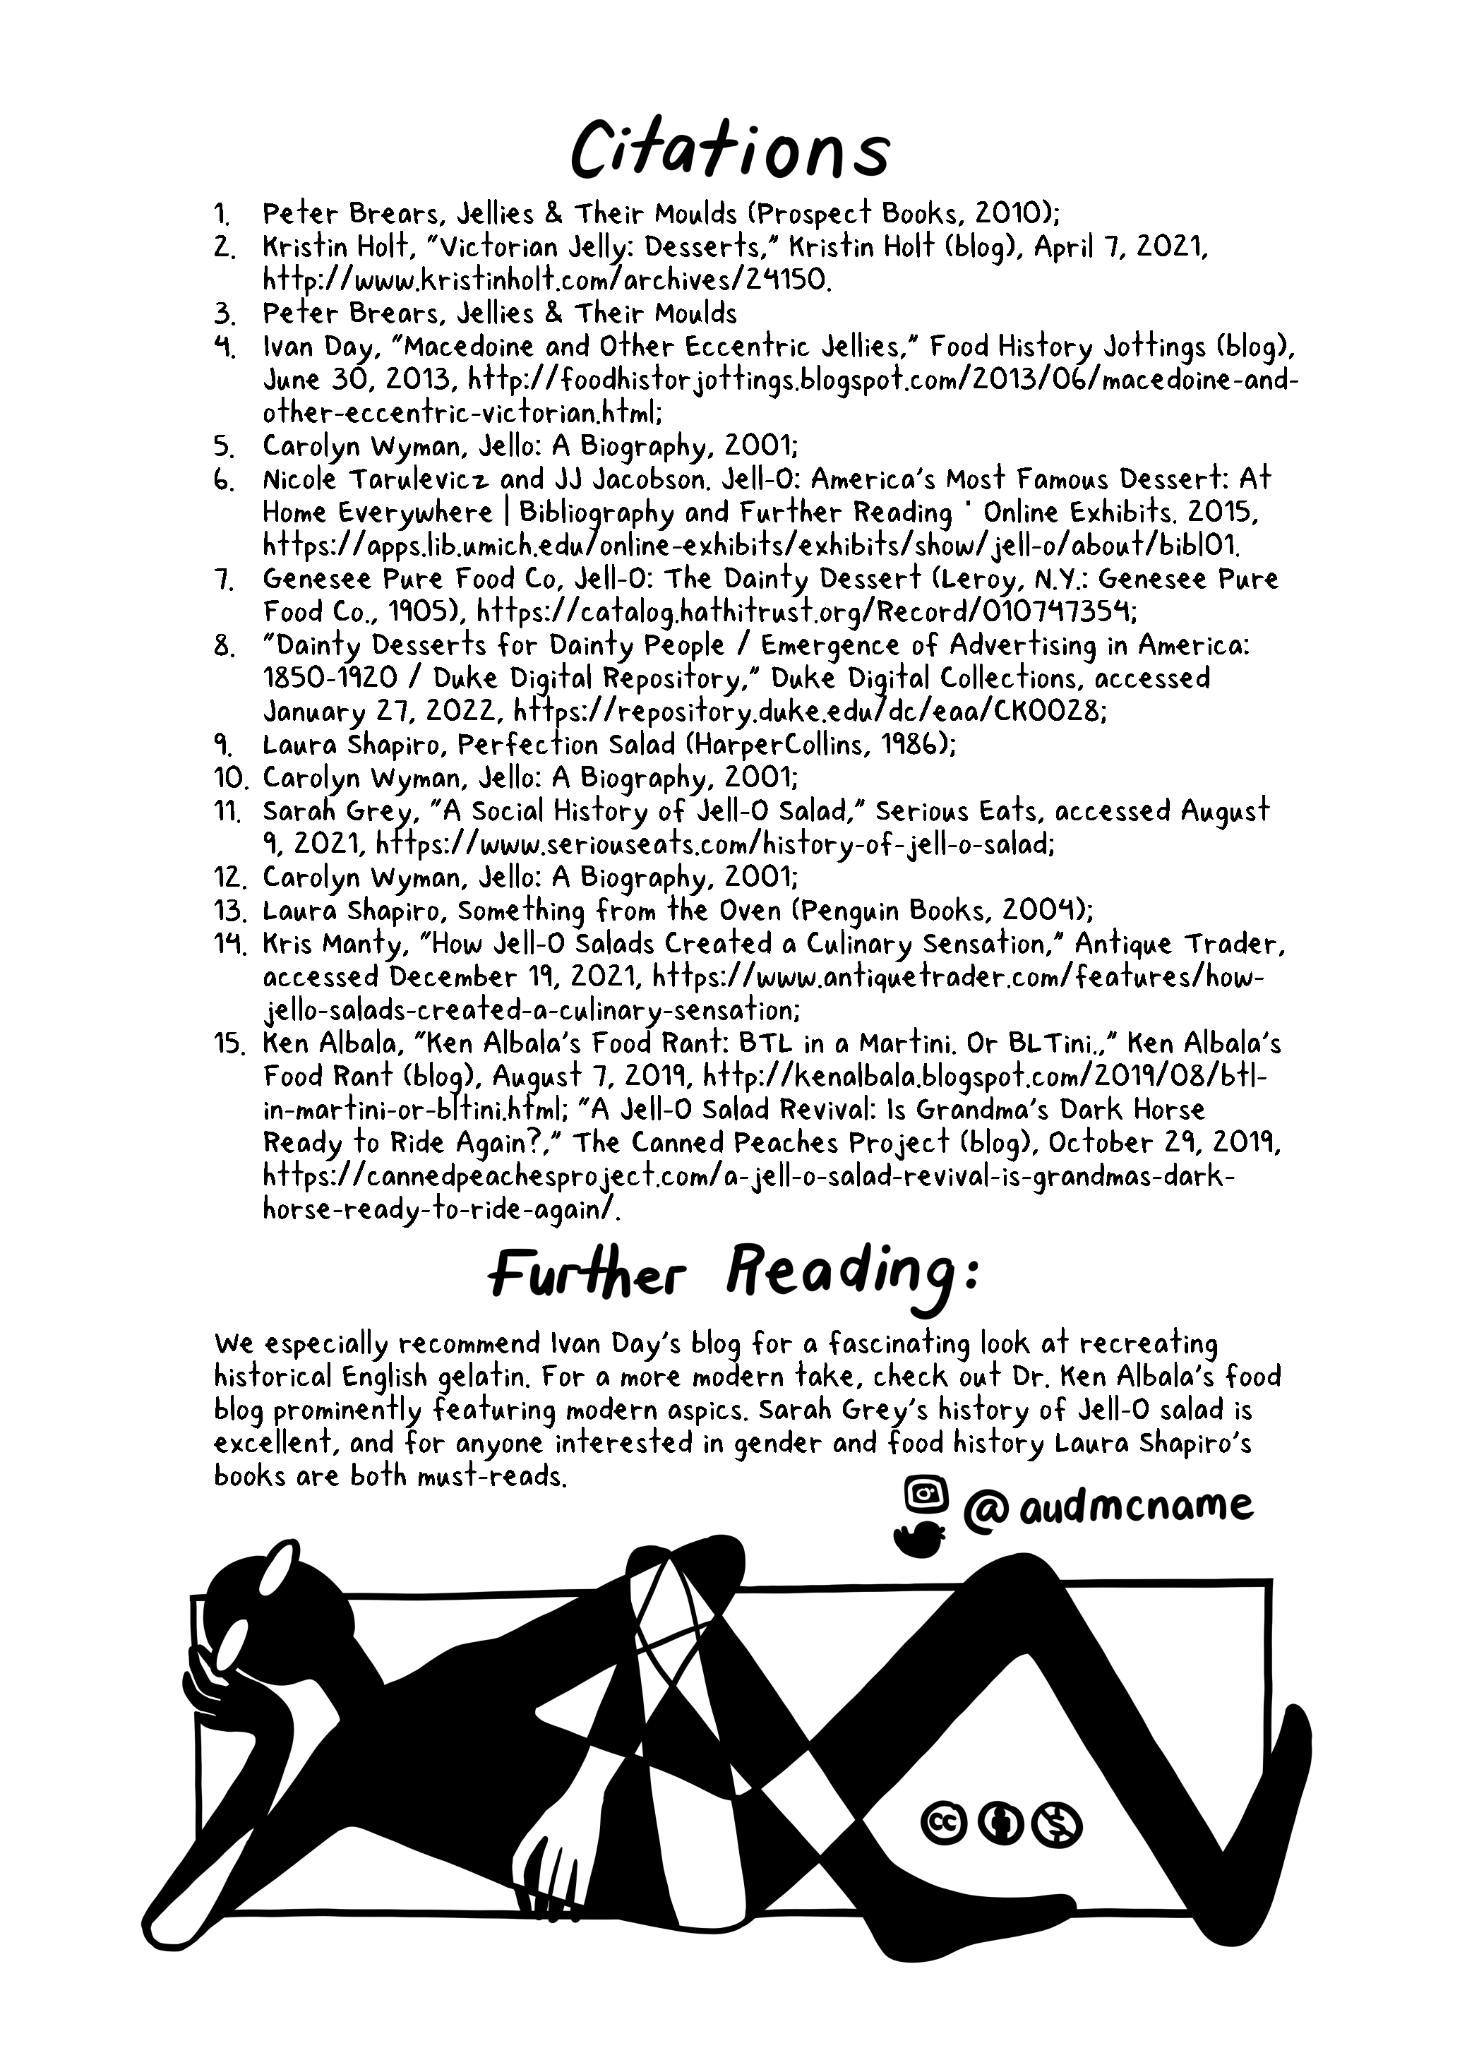 Citations
1. Peter Brears, Jellies & Their Moulds (Prospect Books, 2010);
2. Kristin Holt, "Victorian Jelly: Desserts," Kristin Holt (blog), April 7, 2021,
http://www.kristinholt.com/archives/24150.
3. Peter Brears, Jellies & Their Moulds
4. Ivan Day, "Macedoine and Other Eccentric Jellies," Food History Jottings (blog),
June 30, 2013, http://foodhistorjottings.blogspot.com/2013/06/macedoine-and-
other-eccentric-victorian.html;
5. Carolyn Wyman, Jello: A Biography, 2001;
6. Nicole Tarulevicz and JJ Jacobson. Jell-O: America's Most Famous Dessert: At
Home Everywhere | Bibliography and Further Reading · Online Exhibits. 2015,
https://apps.lib.umich.edu/online-exhibits/exhibits/show/jell-o/about/bibl01.
7. Genesee Pure Food Co, Jell-O: The Dainty Dessert (Leroy, N.Y.: Genesee Pure
Food Co., 1905), https://catalog.hathitrust.org/Record/010747354;
8. "Dainty Desserts for Dainty People / Emergence of Advertising in America:
1850-1920 / Duke Digital Repository," Duke Digital Collections, accessed
January 27, 2022, https://repository.duke.edu/dc/eaa/CK0028;
9. Laura Shapiro, Perfection Salad (HarperCollins, 1986);
10. Carolyn Wyman, Jello: A Biography, 2001;
11. Sarah Grey, "A Social History of Jell-O Salad," Serious Eats, accessed August
9, 2021, https://www.seriouseats.com/history-of-jell-o-salad;
12. Carolyn Wyman, Jello: A Biography, 2001;
13. Laura Shapiro, Something from the Oven (Penguin Books, 2004);
14. Kris Manty, "How Jell-O Salads Created a Culinary Sensation," Antique Trader,
accessed December 19, 2021, https://www.antiquetrader.com/features/how-
jello-salads-created-a-culinary-sensation;
15. Ken Albala, "Ken Albala's Food Rant: BTL in a Martini. Or BLTini.," Ken Albala's
Food Rant (blog), August 7, 2019, http://kenalbala.blogspot.com/2019/08/btl-
in-martini-or-bltini.html; "A Jell-O Salad Revival: Is Grandma's Dark Horse
Ready to Ride Again?," The Canned Peaches Project (blog), October 29, 2019,
https://cannedpeachesproject.com/a-jell-o-salad-revival-is-grandmas-dark-
horse-ready-to-ride-again/.
Further Reading:
We especially recommend Ivan Day's blog for a fascinating look at recreating
historical English gelatin. For a more modern take, check out Dr. Ken Albala's food
blog prominently featuring modern aspics. Sarah Grey's history of Jell-O salad is
excellent, and for anyone interested in gender and food history Laura Shapiro's
books are both must-reads.
@audmcname
cc $